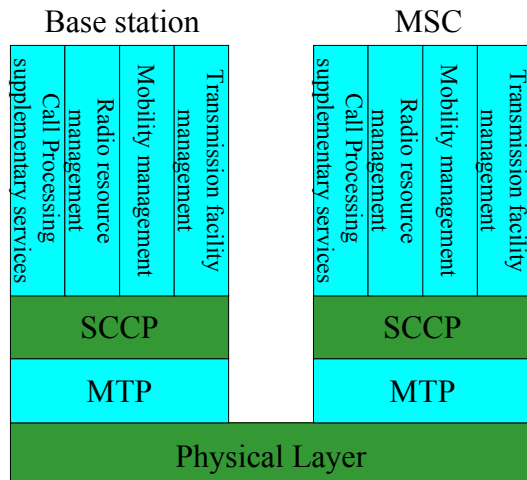 Base station
MSC
Call Processing
supplementary services
Radio resource
management
Mobility management
Transmission facility
management
Call Processing
supplementary services
Radio resource
management
Mobility management
Transmission facility
management
SCCP
SCCP
MTP
MTP
Physical Layer